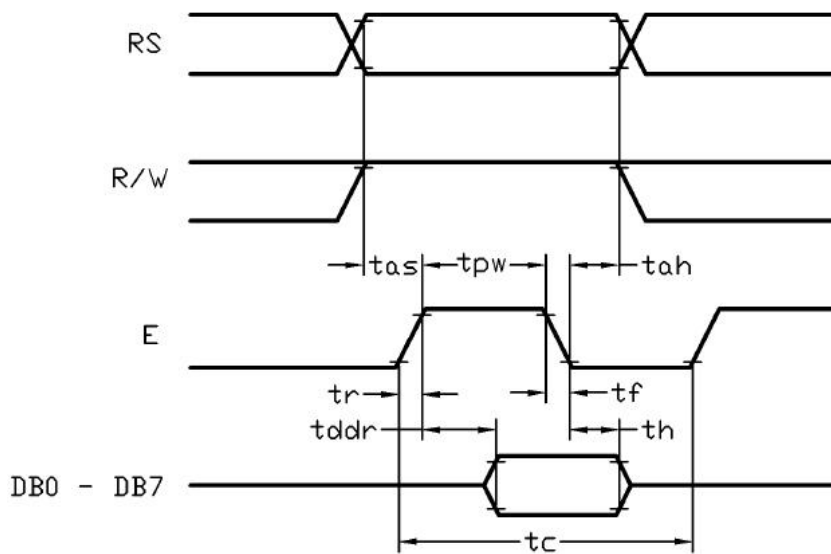 RS
R/W
tas tpw tah
E
tr tf
tddr th
DB0 - DB7
tc